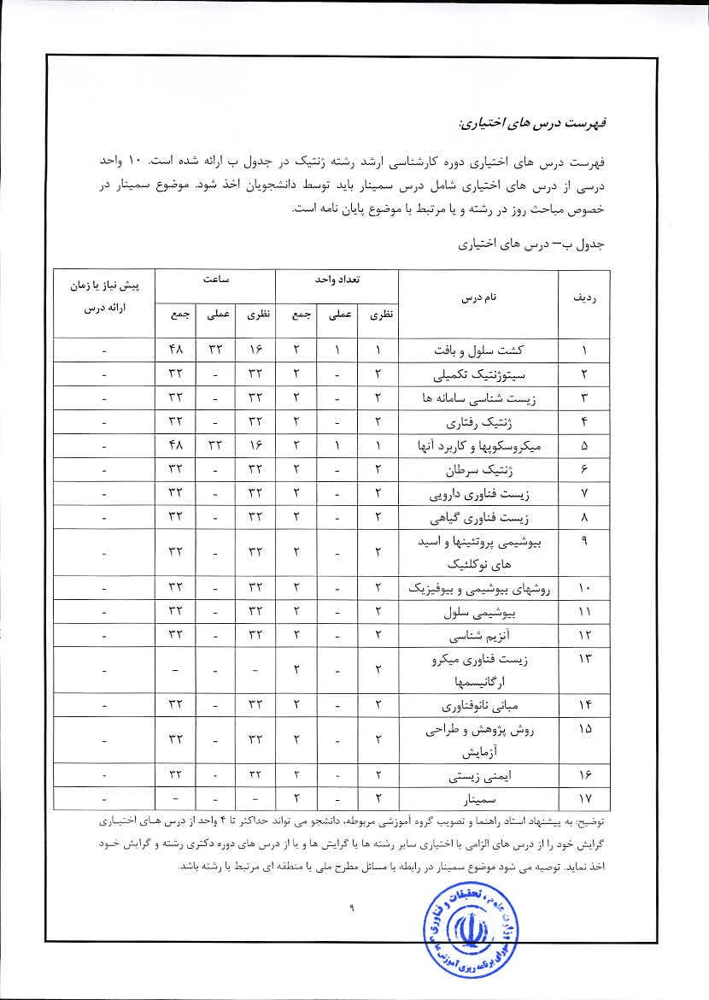 فهرست درس های اختیاری:
فهرست درس های اختیاری دوره کارشناسی ارشد رشته ژنتیک در جدول ب ارائه شده است. ۱۰ واحد
درسی از درس های اختیاری شامل درس سمینار باید توسط دانشجویان اخذ شود. موضوع سمینار در
خصوص مباحث روز در رشته و یا مرتبط با موضوع پایان نامه است.
جدول ب– درس های اختیاری
ردیف نام درس تعداد واحد ساعت پیش نیاز یا زمان
ارائه درس
نظری عملی جمع نظری عملی جمع
۱ کشت سلول و بافت ۱ ۱ ۲ ۱۶ ۳۲ ۴۸ -
۲ سیتوژنتیک تکمیلی ۲ - ۲ ۳۲ - ۳۲ -
۳ زیست شناسی سامانه ها ۲ - ۲ ۳۲ - ۳۲ -
۴ ژنتیک رفتاری ۲ - ۲ ۳۲ - ۳۲ -
۵ میکروسکوپها و کاربرد آنها ۱ ۱ ۲ ۱۶ ۳۲ ۴۸ -
۶ ژنتیک سرطان ۲ - ۲ ۳۲ - ۳۲ -
۷ زیست فناوری دارویی ۲ - ۲ ۳۲ - ۳۲ -
۸ زیست فناوری گیاهی ۲ - ۲ ۳۲ - ۳۲ -
۹ بیوشیمی پروتئینها و اسید
های نوکلئیک ۲ - ۲ ۳۲ - ۳۲ -
۱۰ روشهای بیوشیمی و بیوفیزیک ۲ - ۲ ۳۲ - ۳۲ -
۱۱ بیوشیمی سلول ۲ - ۲ ۳۲ - ۳۲ -
۱۲ آنزیم شناسی ۲ - ۲ ۳۲ - ۳۲ -
۱۳ زیست فناوری میکرو
ارگانیسمها ۲ - ۲ - - - -
۱۴ مبانی نانوفناوری ۲ - ۲ ۳۲ - ۳۲ -
۱۵ روش پژوهش و طراحی
آزمایش ۲ - ۲ ۳۲ - ۳۲ -
۱۶ ایمنی زیستی ۲ - ۲ ۳۲ - ۳۲ -
۱۷ سمینار ۲ - ۲ - - - -
توضیح: به پیشنهاد استاد راهنما و تصویب گروه آموزشی مربوطه، دانشجو می تواند حداکثر تا ۴ واحد از درس های اختیاری
گرایش خود را از درس های الزامی یا اختیاری سایر رشته ها یا گرایش ها و یا از درس های دوره دکتری رشته و گرایش خود
اخذ نماید. توصیه می شود موضوع سمینار در رابطه با مسائل مطرح ملی یا منطقه ای مرتبط با رشته باشد.
۹
وزارت علوم، تحقیقات و فناوری
شورای برنامه ریزی آموزش عالی